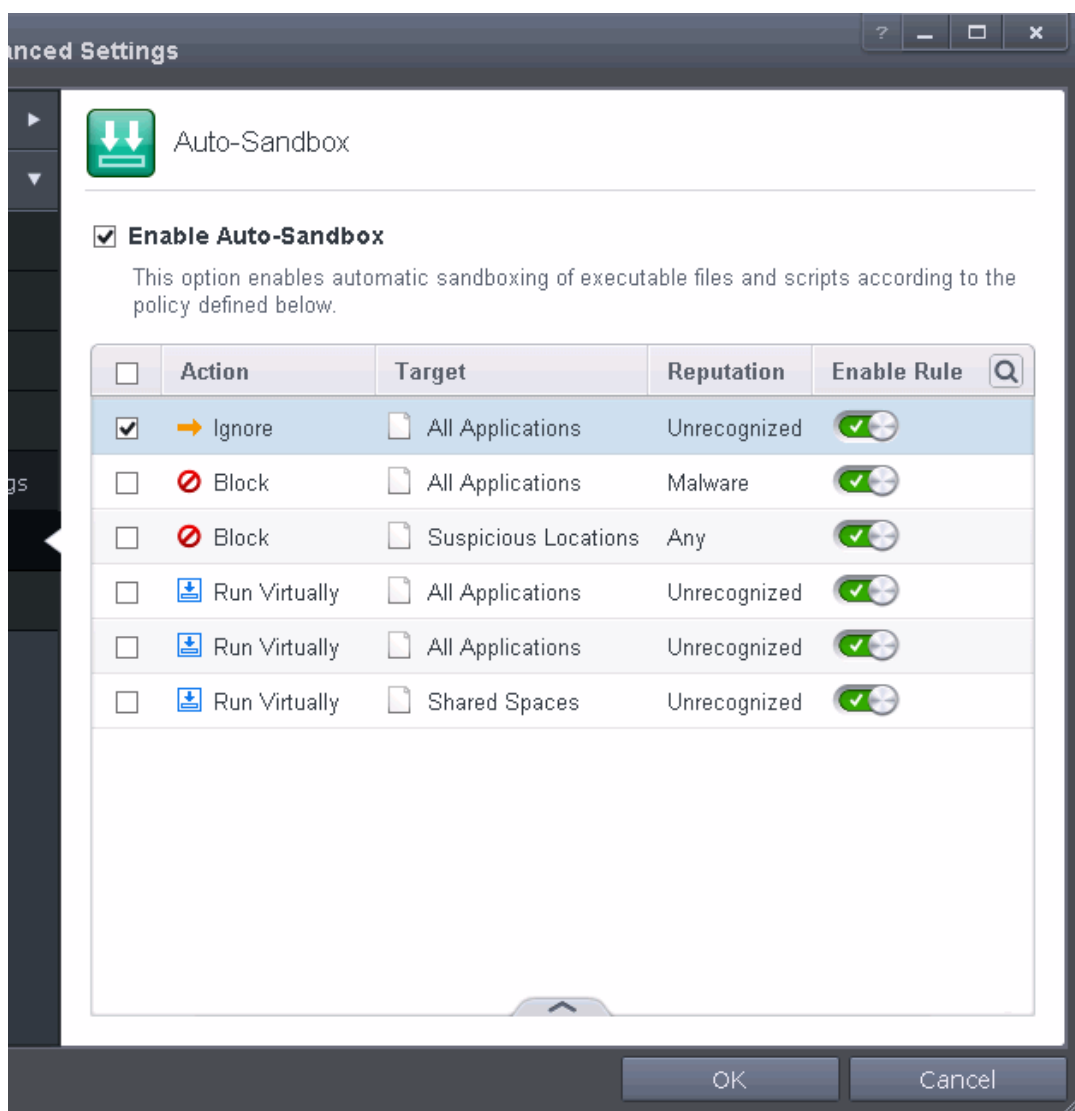 anced Settings
?
Auto-Sandbox
Enable Auto-Sandbox
This option enables automatic sandboxing of executable files and scripts according to the
policy defined below.
Action Target Reputation Enable Rule
Ignore All Applications Unrecognized
Block All Applications Malware
gs
Block Suspicious Locations Any
Run Virtually All Applications Unrecognized
Run Virtually All Applications Unrecognized
Run Virtually Shared Spaces Unrecognized
OK Cancel